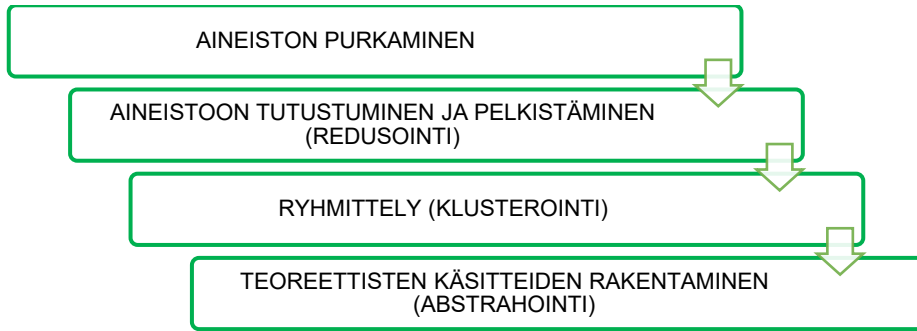 AINEISTON PURKAMINEN
AINEISTOON TUTUSTUMINEN JA PELKISTÄMINEN
(REDUSOINTI)
RYHMITTELY (KLUSTEROINTI)
TEOREETTISTEN KÄSITTEIDEN RAKENTAMINEN
(ABSTRAHOINTI)